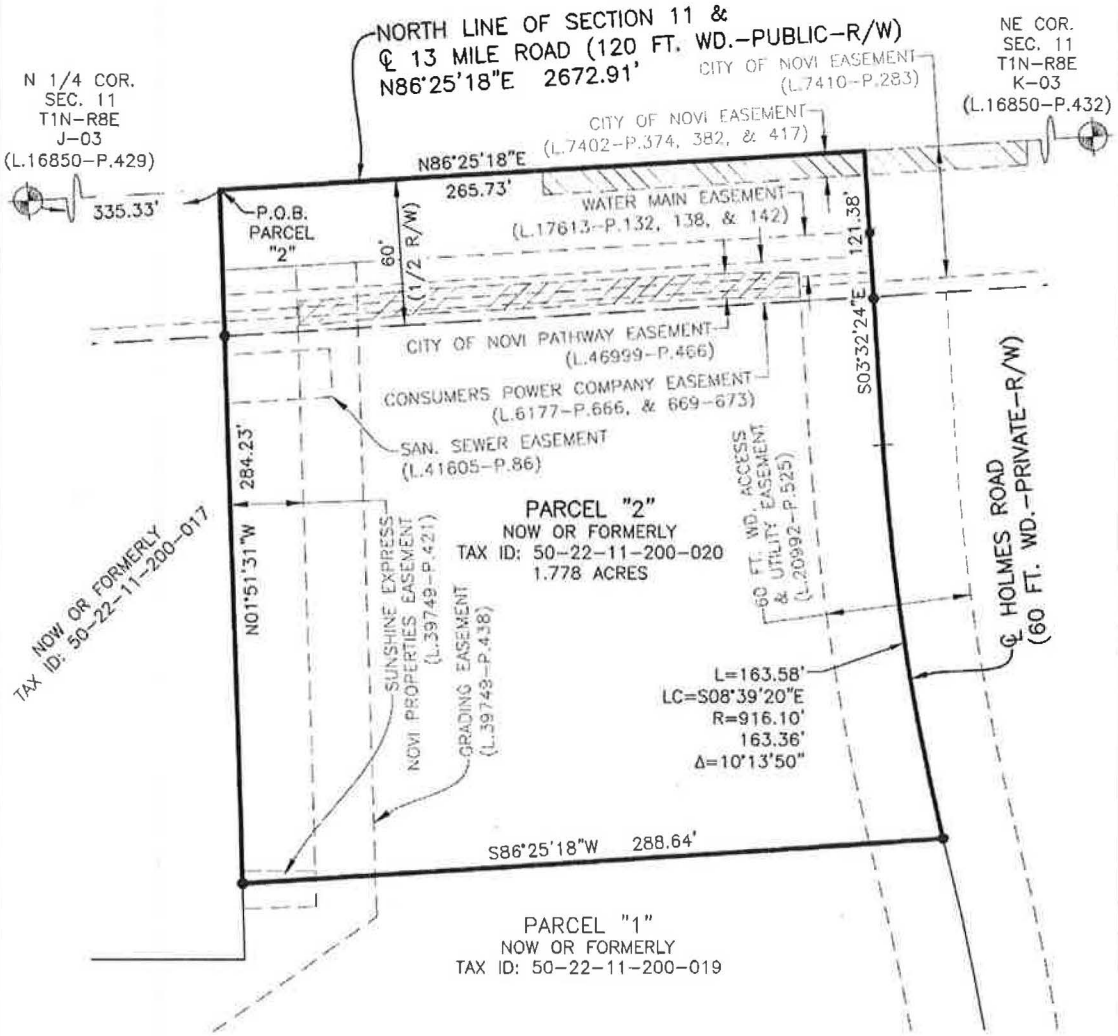 NORTH LINE OF SECTION 11 &
℄ 13 MILE ROAD (120 FT. WD.-PUBLIC-R/W)
N86°25'18"E 2672.91'
N 1/4 COR.
SEC. 11
T1N-R8E
J-03
(L.16850-P.429)
NE COR.
SEC. 11
T1N-R8E
K-03
(L.16850-P.432)
CITY OF NOVI EASEMENT
(L.7410-P.283)
CITY OF NOVI EASEMENT
(L.7402-P.374, 382, & 417)
N86°25'18"E
265.73'
335.33'
P.O.B.
PARCEL
"2"
60'
(1/2 R/W)
WATER MAIN EASEMENT
(L.17613-P.132, 138, & 142)
121.38'
S03°32'24"E
CITY OF NOVI PATHWAY EASEMENT
(L.46999-P.466)
CONSUMERS POWER COMPANY EASEMENT
(L.6177-P.666, & 669-673)
SAN. SEWER EASEMENT
(L.41605-P.86)
284.23'
N01°51'31"W
NOW OR FORMERLY
TAX ID: 50-22-11-200-017
PARCEL "2"
NOW OR FORMERLY
TAX ID: 50-22-11-200-020
1.778 ACRES
SUNSHINE EXPRESS
NOVI PROPERTIES EASEMENT
(L.39749-P.421)
GRADING EASEMENT
(L.39749-P.438)
60 FT. WD. ACCESS
& UTILITY EASEMENT
(L.20992-P.525)
℄ HOLMES ROAD
(60 FT. WD.-PRIVATE-R/W)
L=163.58'
LC=S08°39'20"E
R=916.10'
163.36'
Δ=10°13'50"
S86°25'18"W 288.64'
PARCEL "1"
NOW OR FORMERLY
TAX ID: 50-22-11-200-019